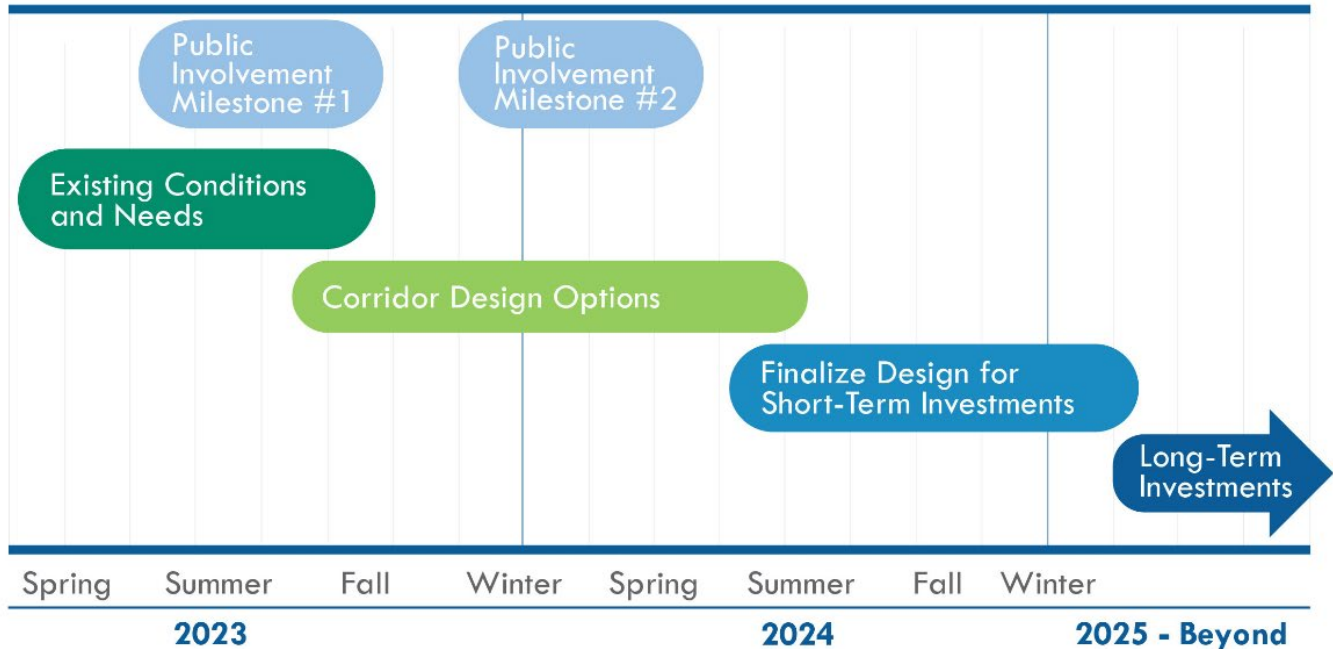 Public
Involvement
Milestone #1
Public
Involvement
Milestone #2
Existing Conditions
and Needs
Corridor Design Options
Finalize Design for
Short-Term Investments
Long-Term
Investments
Spring Summer Fall Winter Spring Summer Fall Winter
2023 2024 2025 - Beyond